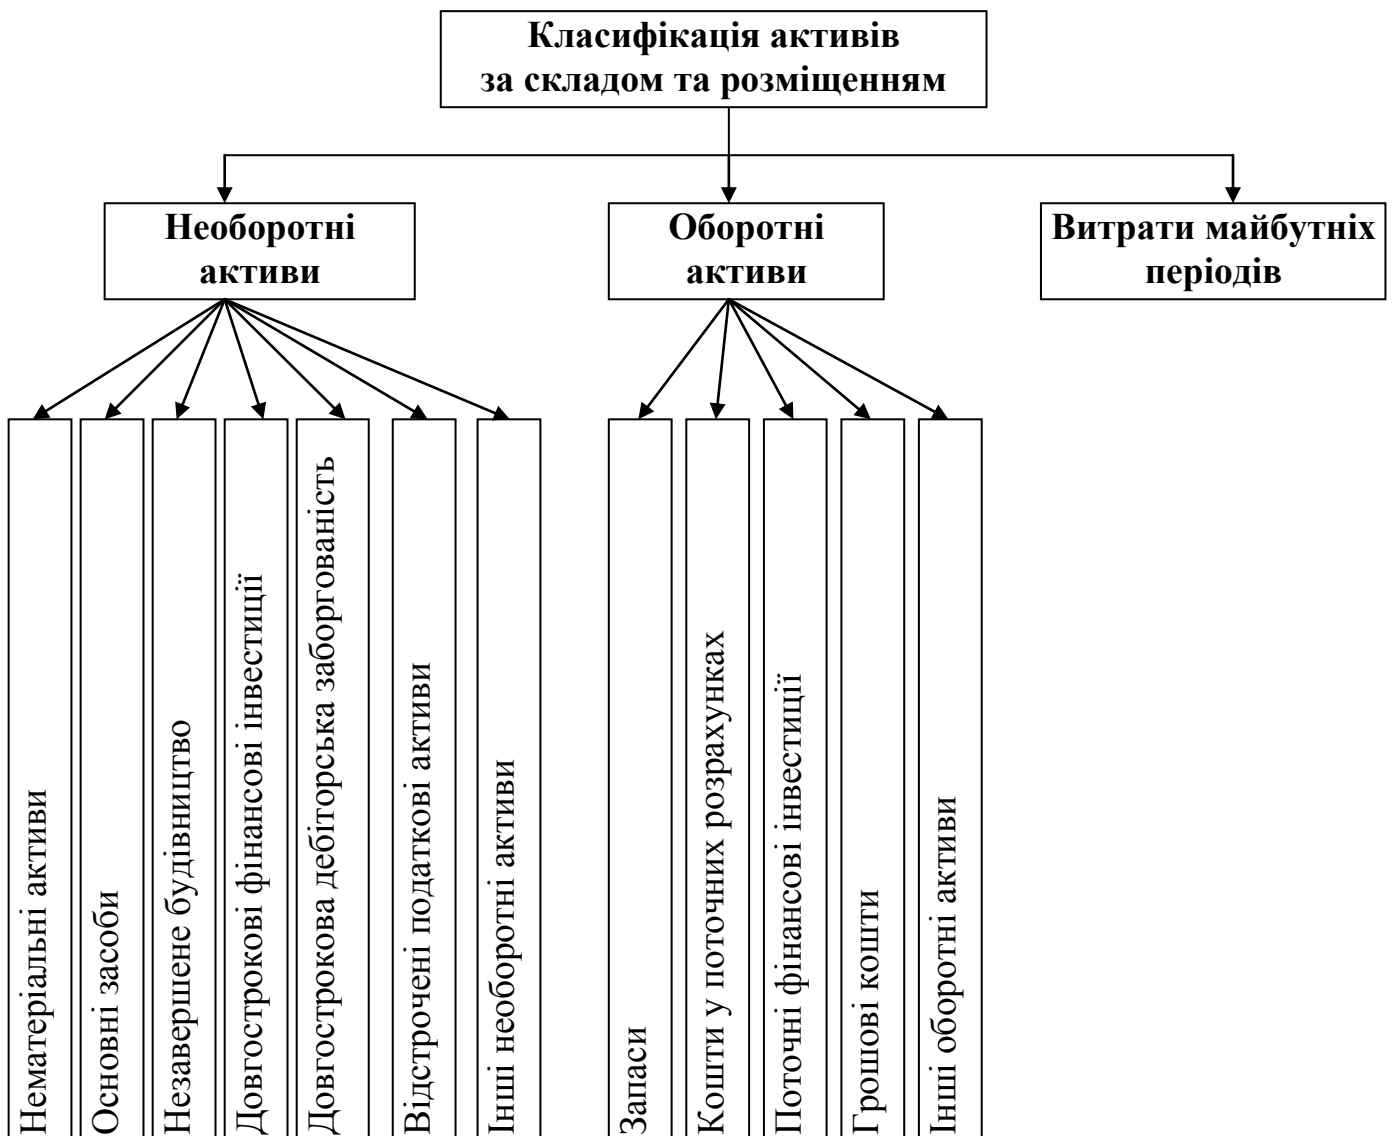 Класифікація активів
за складом та розміщенням
Необоротні
активи
Оборотні
активи
Витрати майбутніх
періодів
Нематеріальні активи
Основні засоби
Незавершене будівництво
Довгострокові фінансові інвестиції
Довгострокова дебіторська заборгованість
Відстрочені податкові активи
Інші необоротні активи
Запаси
Кошти у поточних розрахунках
Поточні фінансові інвестиції
Грошові кошти
Інші оборотні активи